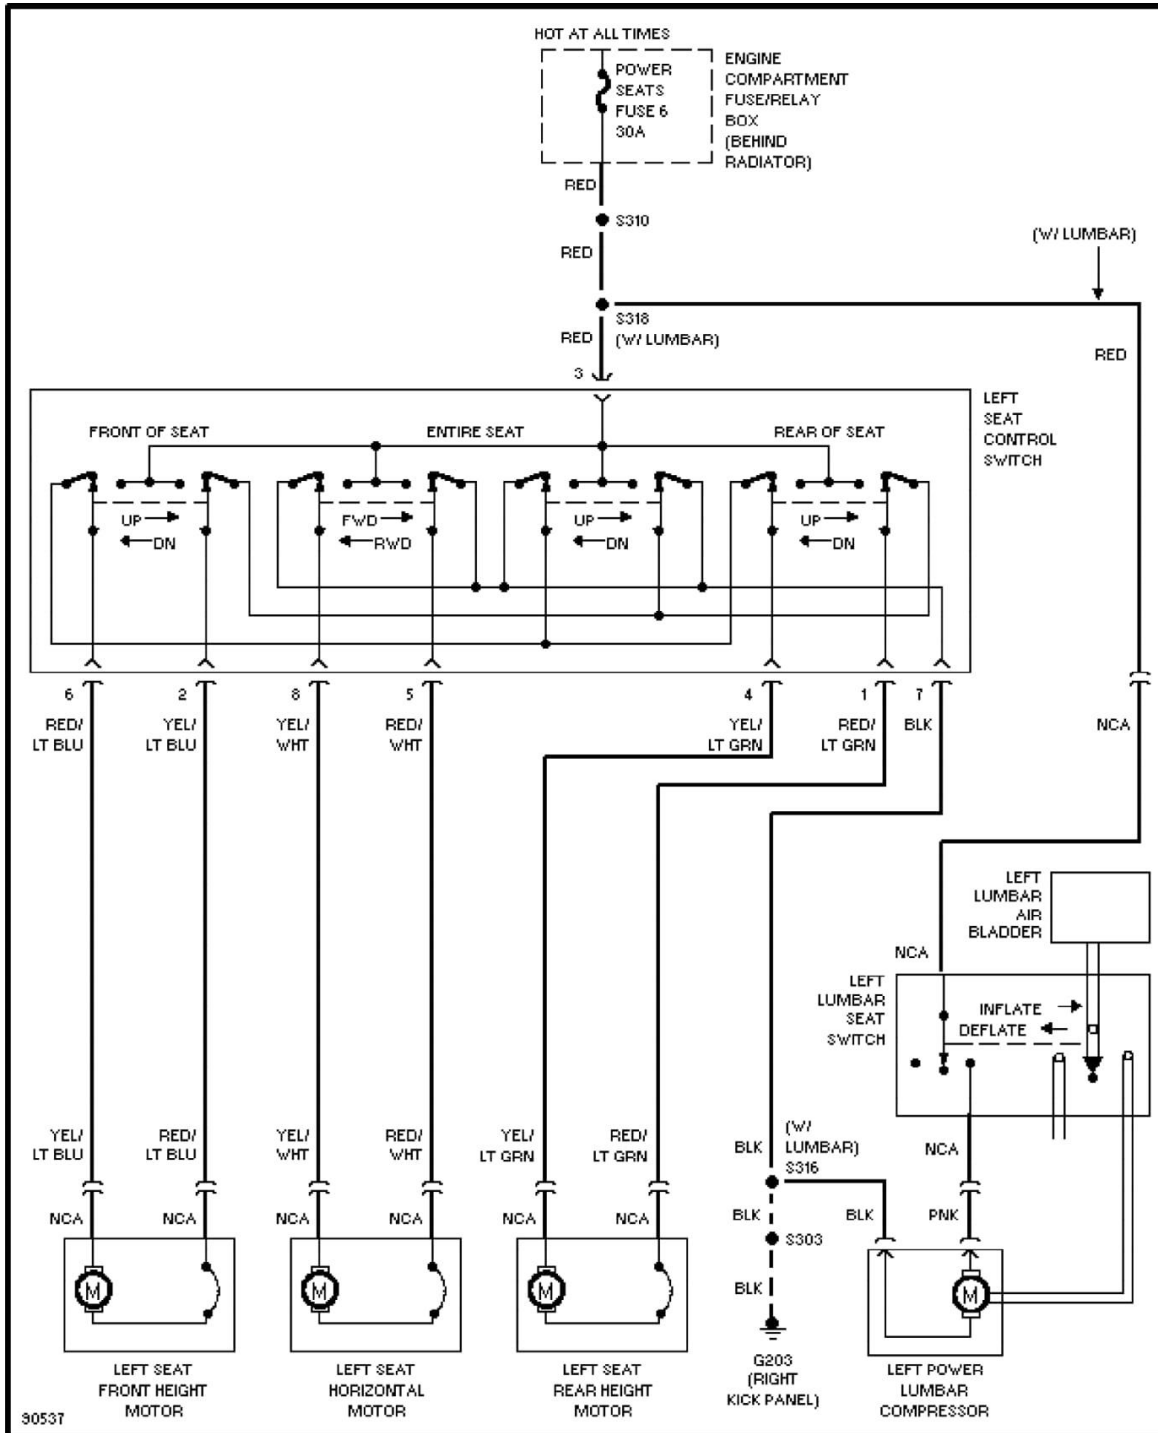 HOT AT ALL TIMES
POWER
SEATS
FUSE 6
30A
ENGINE
COMPARTMENT
FUSE/RELAY
BOX
(BEHIND
RADIATOR)
RED
S310
RED
(W/ LUMBAR)
S318
RED
(W/ LUMBAR)
RED
3
LEFT
SEAT
CONTROL
SWITCH
FRONT OF SEAT
ENTIRE SEAT
REAR OF SEAT
UP
DN
FWD
RWD
UP
DN
UP
DN
6
2
8
5
4
1
7
RED/
LT BLU
YEL/
LT BLU
YEL/
WHT
RED/
WHT
YEL/
LT GRN
RED/
LT GRN
BLK
NCA
LEFT
LUMBAR
AIR
BLADDER
NCA
LEFT
LUMBAR
SEAT
SWITCH
INFLATE
DEFLATE
YEL/
LT BLU
RED/
LT BLU
YEL/
WHT
RED/
WHT
YEL/
LT GRN
RED/
LT GRN
BLK
(W/
LUMBAR)
S316
NCA
NCA
NCA
NCA
NCA
NCA
NCA
BLK
BLK
PNK
S303
BLK
M
M
M
M
LEFT SEAT
FRONT HEIGHT
MOTOR
LEFT SEAT
HORIZONTAL
MOTOR
LEFT SEAT
REAR HEIGHT
MOTOR
G203
(RIGHT
KICK PANEL)
LEFT POWER
LUMBAR
COMPRESSOR
90537